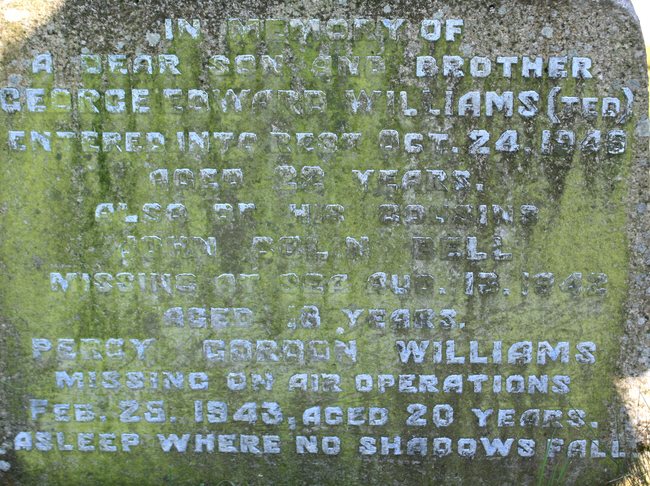 IN MEMORY OF
A DEAR SON AND BROTHER
GEORGE EDWARD WILLIAMS (TED)
ENTERED INTO REST OCT. 24. 1943
AGED 22 YEARS.
ALSO OF HIS COUSINS
JOHN COLIN BELL
MISSING AT SEA AUG. 13. 1942
AGED 18 YEARS.
PERCY GORDON WILLIAMS
MISSING ON AIR OPERATIONS
FEB. 25. 1943, AGED 20 YEARS.
ASLEEP WHERE NO SHADOWS FALL